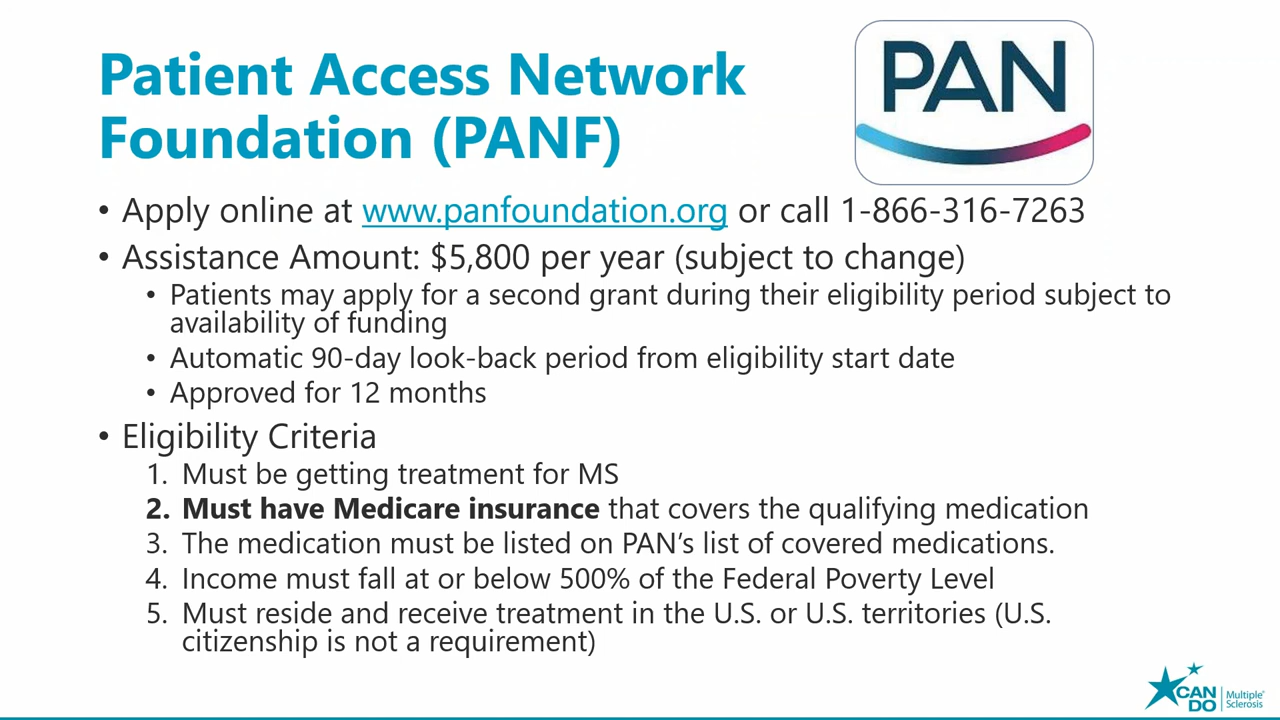 Patient Access Network
Foundation (PANF)
PAN
• Apply online at www.panfoundation.org or call 1-866-316-7263
• Assistance Amount: $5,800 per year (subject to change)
• Patients may apply for a second grant during their eligibility period subject to
availability of funding
• Automatic 90-day look-back period from eligibility start date
• Approved for 12 months
• Eligibility Criteria
1. Must be getting treatment for MS
2. Must have Medicare insurance that covers the qualifying medication
3. The medication must be listed on PAN’s list of covered medications.
4. Income must fall at or below 500% of the Federal Poverty Level
5. Must reside and receive treatment in the U.S. or U.S. territories (U.S.
citizenship is not a requirement)
CAN DO
Multiple®
Sclerosis